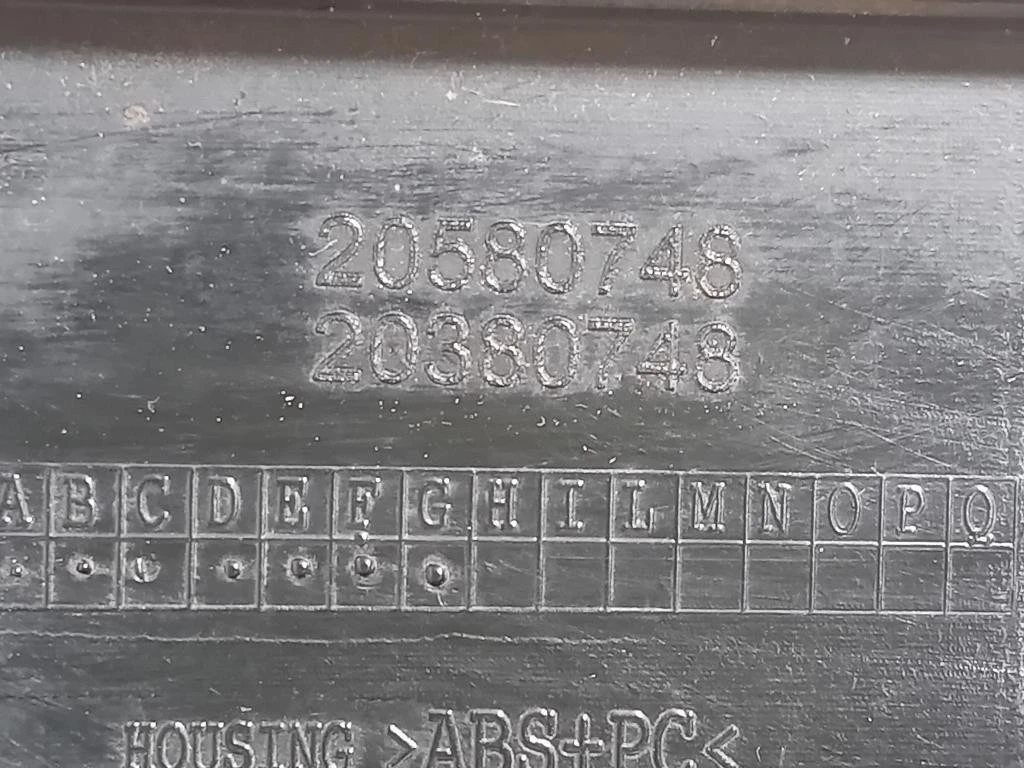 20580748
20380748
A B C D E F G H I L M N O P Q
HOUSING >ABS+PC<